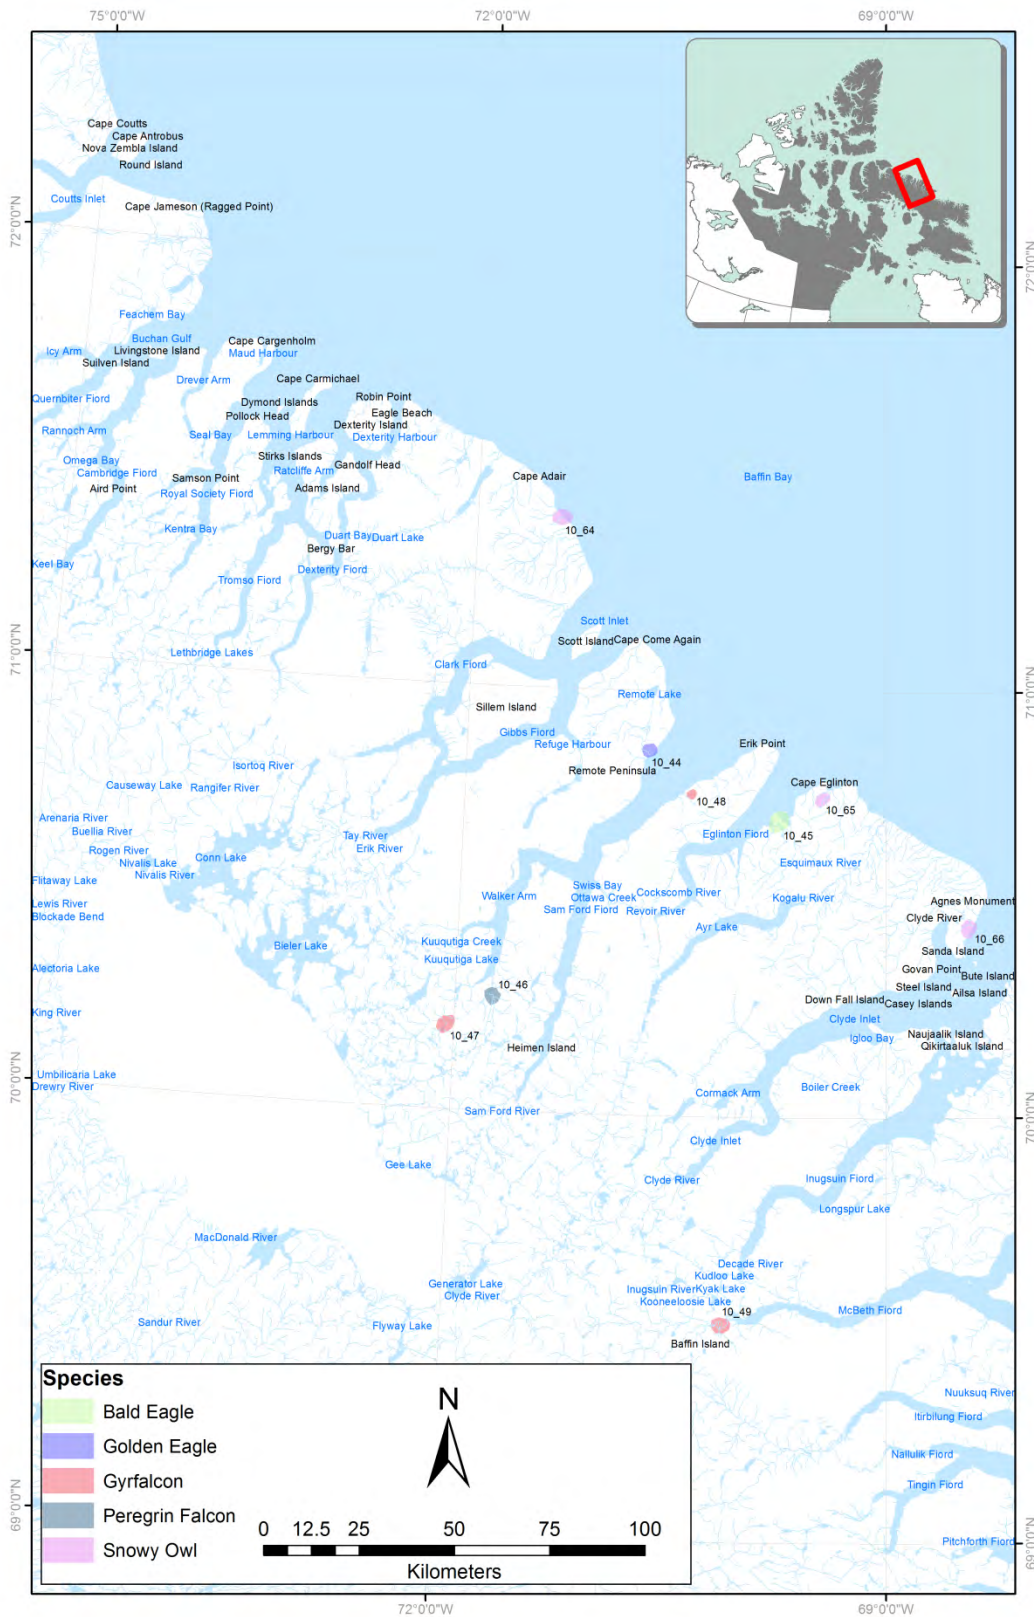 75°0'0"W
72°0'0"W
69°0'0"W
Cape Coutts
Cape Antrobus
Nova Zembla Island
Round Island
Coutts Inlet
Cape Jameson (Ragged Point)
72°0'0"N
72°0'0"N
Feachem Bay
Buchan Gulf
Icy Arm
Livingstone Island
Suilven Island
Cape Cargenholm
Maud Harbour
Drever Arm
Cape Carmichael
Quernbiter Fiord
Dymond Islands
Robin Point
Pollock Head
Eagle Beach
Dexterity Island
Rannoch Arm
Seal Bay
Lemming Harbour
Dexterity Harbour
Omega Bay
Cambridge Fiord
Stirks Islands
Ratcliffe Arm
Gandolf Head
Aird Point
Samson Point
Royal Society Fiord
Adams Island
Cape Adair
Baffin Bay
Kentra Bay
10_64
Duart Bay
Duart Lake
Bergy Bar
Keel Bay
Dexterity Fiord
Tromso Fiord
Scott Inlet
71°0'0"N
Lethbridge Lakes
Scott Island
Cape Come Again
Clark Fiord
71°0'0"N
Remote Lake
Sillem Island
Gibbs Fiord
Refuge Harbour
Erik Point
Isortoq River
10_44
Remote Peninsula
Causeway Lake
Rangifer River
Cape Eglinton
10_48
10_65
Arenaria River
Buellia River
Tay River
Erik River
Eglinton Fiord
10_45
Rogen River
Nivalis Lake
Nivalis River
Conn Lake
Esquimaux River
Flitaway Lake
Swiss Bay
Ottawa Creek
Cockscomb River
Walker Arm
Kogalu River
Lewis River
Blockade Bend
Sam Ford Fiord
Revoir River
Agnes Monument
Clyde River
Ayr Lake
10_66
Bieler Lake
Kuuqutiga Creek
Kuuqutiga Lake
Sanda Island
Alectoria Lake
Govan Point
Bute Island
10_46
Steel Island
Ailsa Island
Down Fall Island
Casey Islands
King River
Clyde Inlet
10_47
Heimen Island
Igloo Bay
Naujaalik Island
Qikirtaaluk Island
70°0'0"N
Umbilicaria Lake
Drewry River
Cormack Arm
Boiler Creek
Sam Ford River
70°0'0"N
Clyde Inlet
Gee Lake
Clyde River
Inugsuin Fiord
Longspur Lake
MacDonald River
Decade River
Kudloo Lake
Generator Lake
Clyde River
Inugsuin River
Kyak Lake
Kooneeloosie Lake
McBeth Fiord
Sandur River
Flyway Lake
10_49
Baffin Island
Species
Bald Eagle
Golden Eagle
Gyrfalcon
Peregrin Falcon
Snowy Owl
N
0 12.5 25 50 75 100
Kilometers
Nuuksuq River
Itirbilung Fiord
Nallulik Fiord
Tingin Fiord
Pitchforth Fiord
69°0'0"N
69°0'0"N
72°0'0"W
69°0'0"W